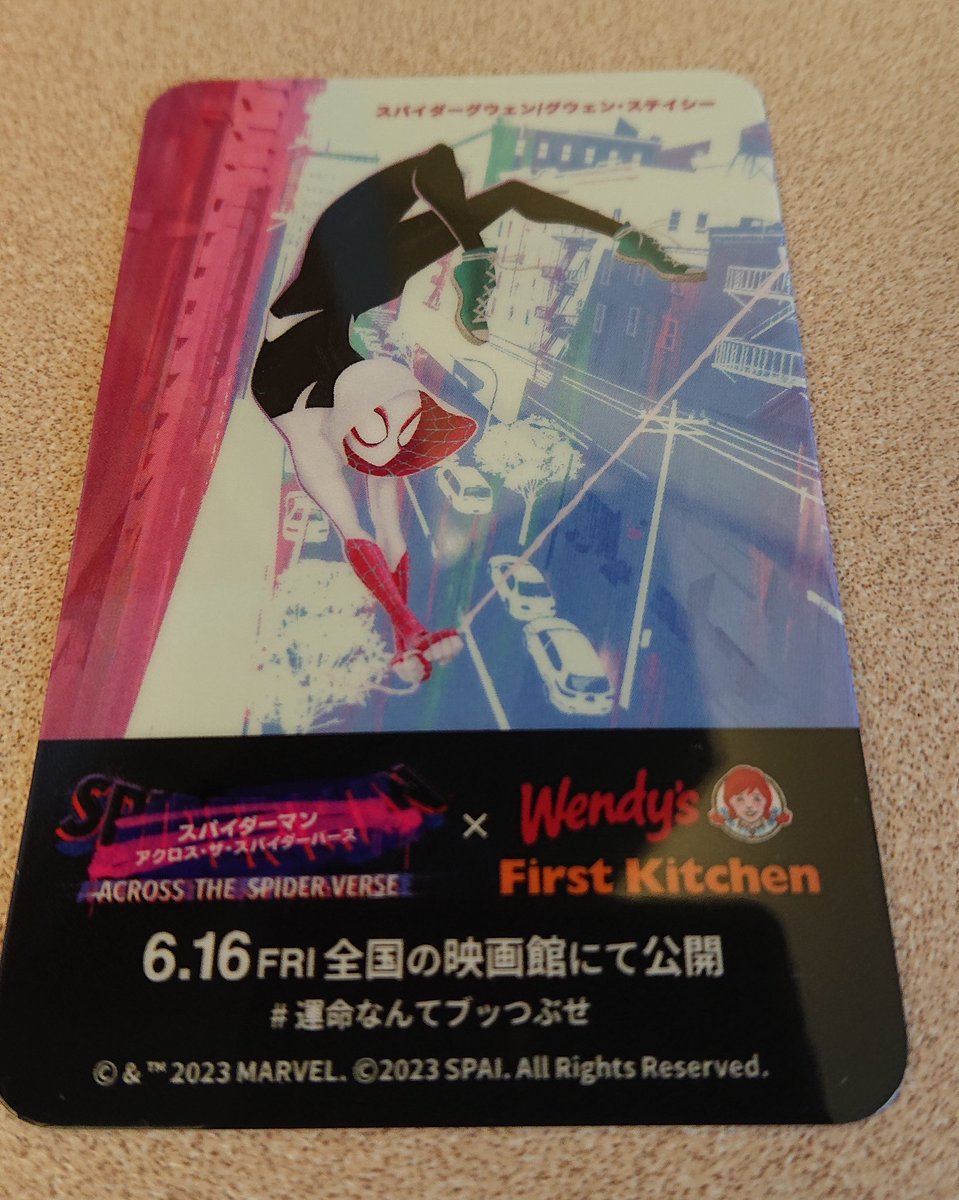 スパイダーグウェン/グウェン・ステイシー
スパイダーマン
アクロス・ザ・スパイダーバース
ACROSS THE SPIDER-VERSE
×
Wendy's
First Kitchen
6.16 FRI 全国の映画館にて公開
#運命なんてブッつぶせ
© & ™ 2023 MARVEL. ©2023 SPAI. All Rights Reserved.